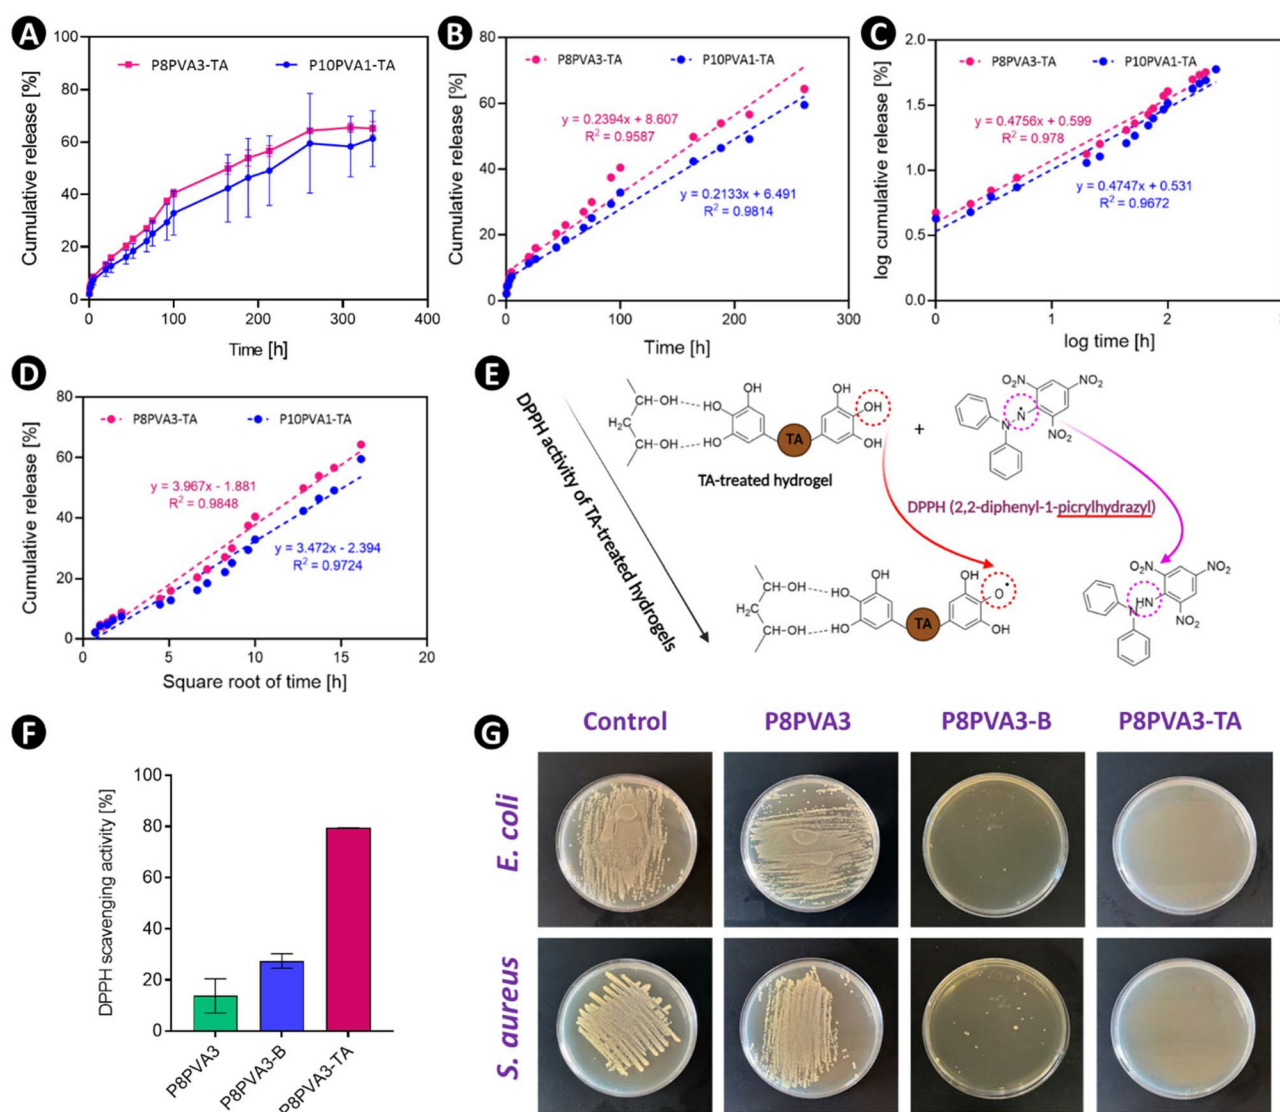 A
Cumulative release [%]
100
80
60
40
20
0
P8PVA3-TA
P10PVA1-TA
0
100
200
300
400
Time [h]
B
Cumulative release [%]
80
60
40
20
0
P8PVA3-TA
P10PVA1-TA
y = 0.2394x + 8.607
R² = 0.9587
y = 0.2133x + 6.491
R² = 0.9814
0
100
200
300
Time [h]
C
log cumulative release [%]
2.0
1.5
1.0
0.5
0.0
P8PVA3-TA
P10PVA1-TA
y = 0.4756x + 0.599
R² = 0.978
y = 0.4747x + 0.531
R² = 0.9672
0
1
2
log time [h]
D
Cumulative release [%]
80
60
40
20
0
P8PVA3-TA
P10PVA1-TA
y = 3.967x - 1.881
R² = 0.9848
y = 3.472x - 2.394
R² = 0.9724
0
5
10
15
20
Square root of time [h]
E
DPPH activity of TA-treated hydrogels
CH-OH
H₂C
CH-OH
OH
HO
HO
TA
OH
OH
OH
TA-treated hydrogel
+
O₂N
NO₂
N
N
NO₂
DPPH (2,2-diphenyl-1-picrylhydrazyl)
CH-OH
H₂C
CH-OH
OH
HO
HO
TA
OH
O
OH
O₂N
NO₂
HN
N
NO₂
F
DPPH scavenging activity [%]
100
80
60
40
20
0
P8PVA3
P8PVA3-B
P8PVA3-TA
G
Control
P8PVA3
P8PVA3-B
P8PVA3-TA
E. coli
S. aureus